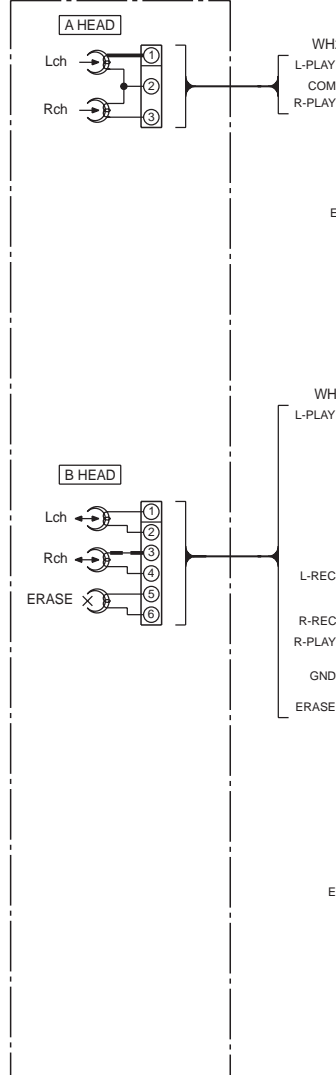 A HEAD
Lch
Rch
1
2
3
L-PLAY
COM
R-PLAY
B HEAD
Lch
Rch
ERASE
1
2
3
4
5
6
L-PLAY
L-REC
R-REC
R-PLAY
GND
ERASE